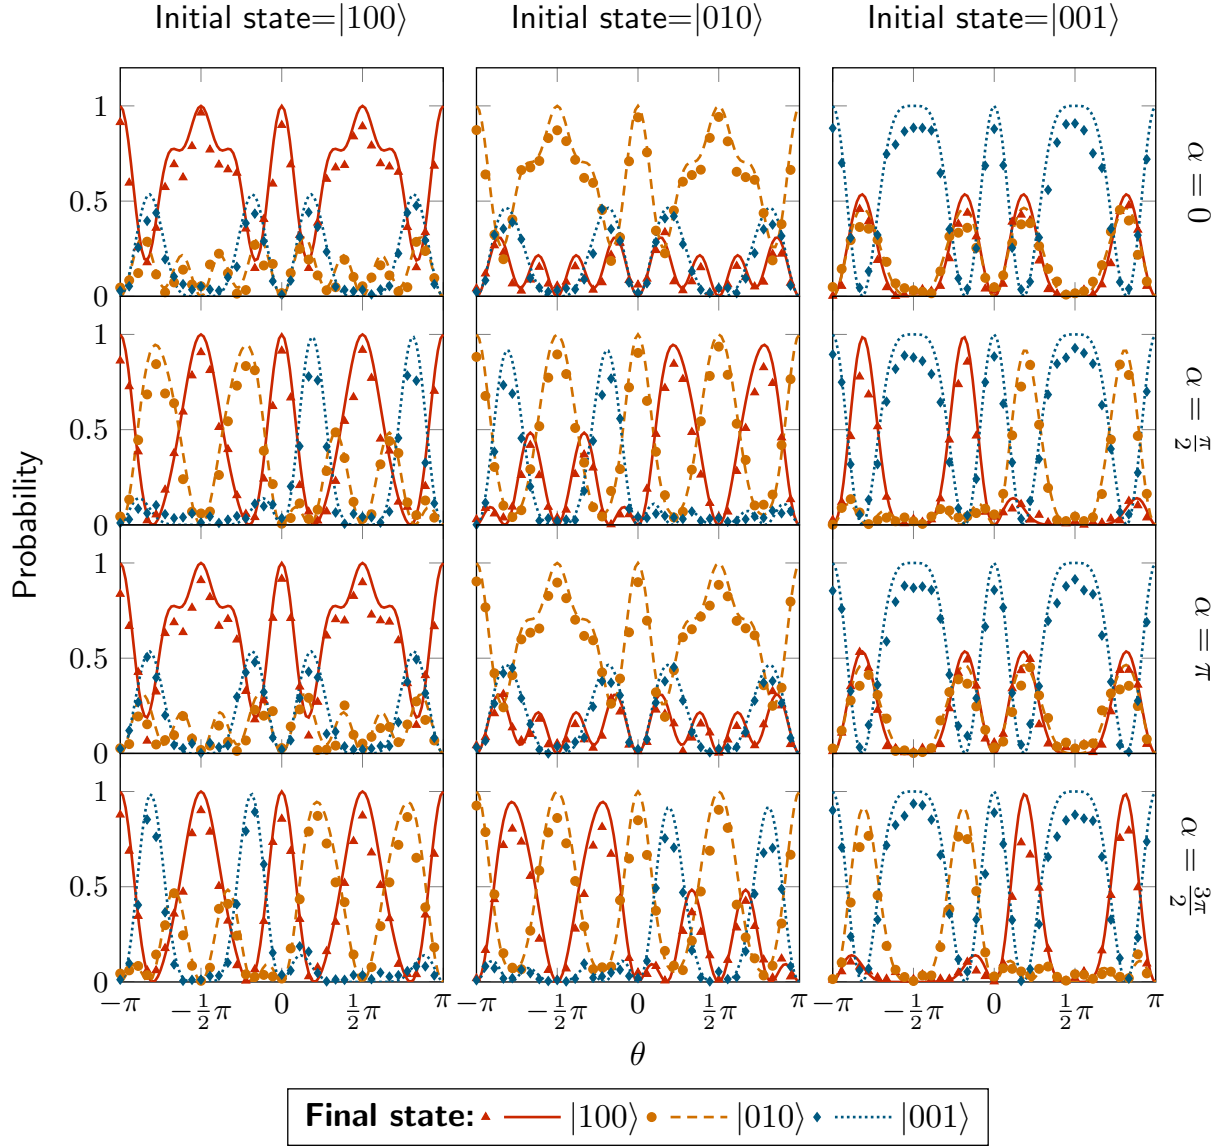 Initial state=|100⟩ Initial state=|010⟩ Initial state=|001⟩
1
0.5
0
α = 0
1
0.5
0
α = π/2
Probability
1
0.5
0
α = π
1
0.5
0
α = 3π/2
−π −1/2π 0 1/2π π −π −1/2π 0 1/2π π −π −1/2π 0 1/2π π
θ
Final state: |100⟩ |010⟩ |001⟩